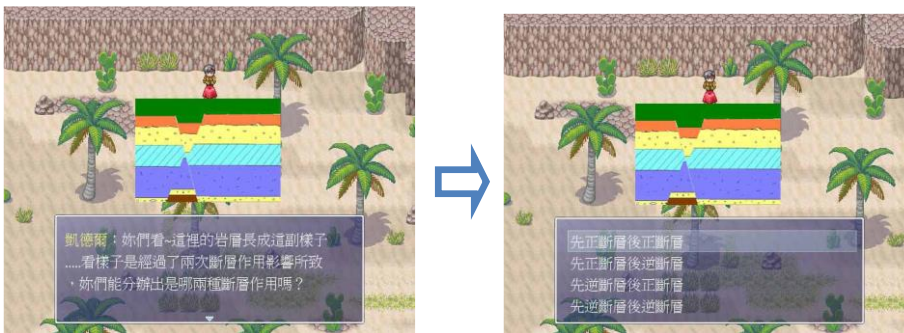 凱德爾：妳們看~這裡的岩層長成這副樣子
.....看樣子是經過了兩次斷層作用影響所致
，妳們能分辦出是哪兩種斷層作用嗎？
先正斷層後正斷層
先正斷層後逆斷層
先逆斷層後正斷層
先逆斷層後逆斷層